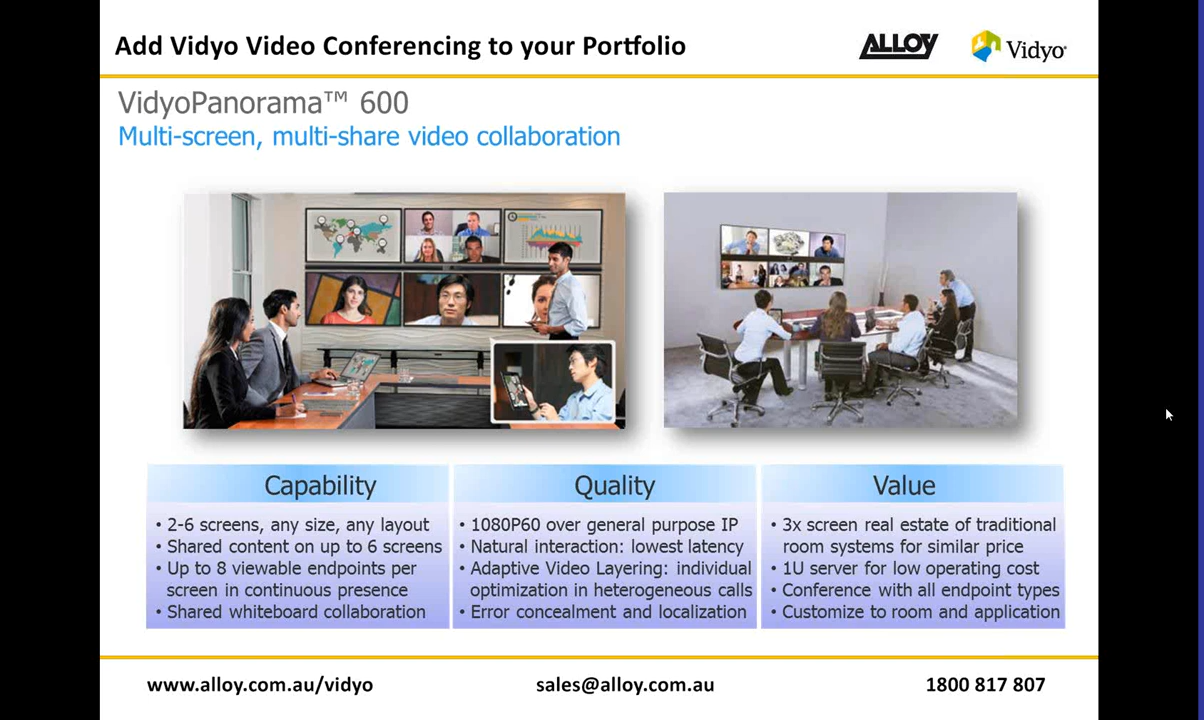 Add Vidyo Video Conferencing to your Portfolio
ALLOY
Vidyo
VidyoPanorama™ 600
Multi-screen, multi-share video collaboration
Capability
• 2-6 screens, any size, any layout
• Shared content on up to 6 screens
• Up to 8 viewable endpoints per
screen in continuous presence
• Shared whiteboard collaboration
Quality
• 1080P60 over general purpose IP
• Natural interaction: lowest latency
• Adaptive Video Layering: individual
optimization in heterogeneous calls
• Error concealment and localization
Value
• 3x screen real estate of traditional
room systems for similar price
• 1U server for low operating cost
• Conference with all endpoint types
• Customize to room and application
www.alloy.com.au/vidyo
sales@alloy.com.au
1800 817 807